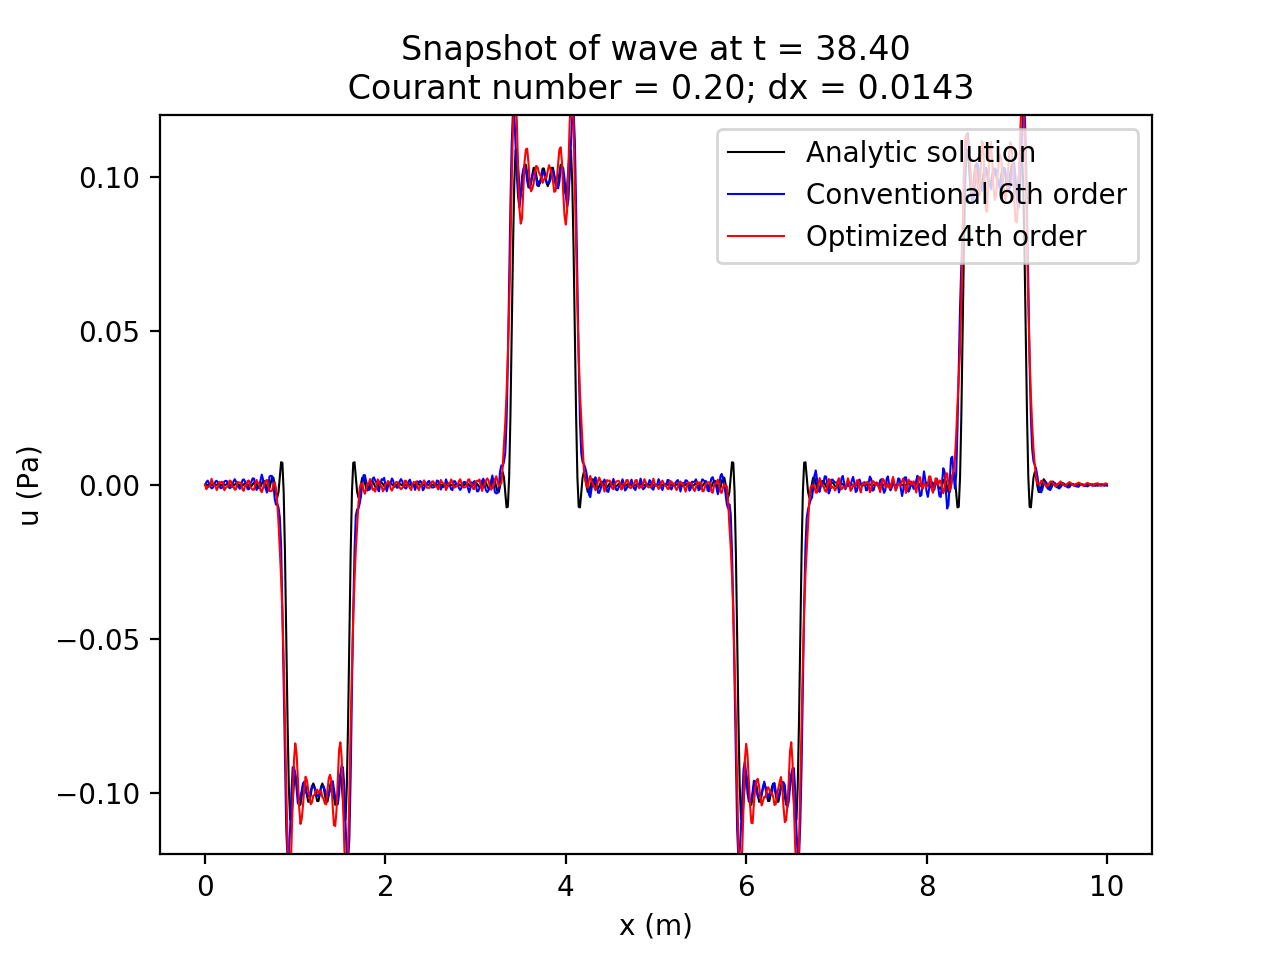 Snapshot of wave at t = 38.40
Courant number = 0.20; dx = 0.0143
Analytic solution
Conventional 6th order
Optimized 4th order
0.10
0.05
0.00
−0.05
−0.10
u (Pa)
0 2 4 6 8 10
x (m)